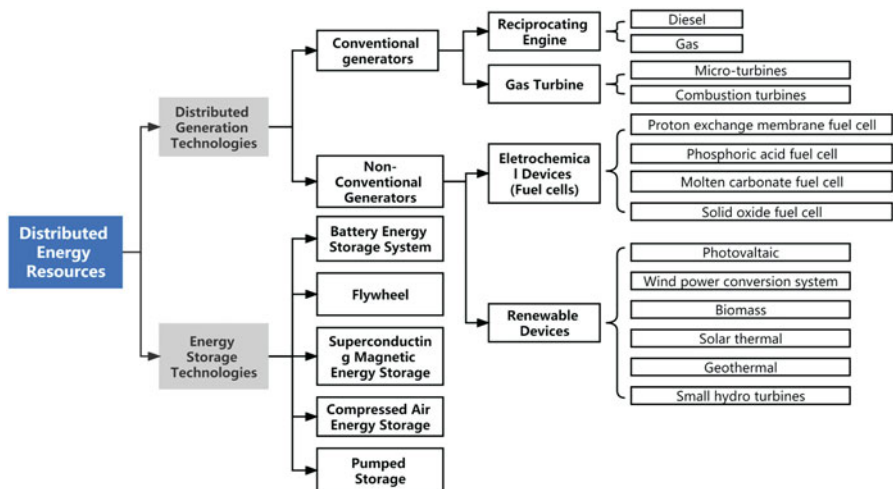 Distributed
Energy
Resources
Distributed
Generation
Technologies
Energy
Storage
Technologies
Conventional
generators
Non-
Conventional
Generators
Battery Energy
Storage System
Flywheel
Superconductin
g Magnetic
Energy Storage
Compressed Air
Energy Storage
Pumped
Storage
Reciprocating
Engine
Gas Turbine
Eletrochemica
l Devices
(Fuel cells)
Renewable
Devices
Diesel
Gas
Micro-turbines
Combustion turbines
Proton exchange membrane fuel cell
Phosphoric acid fuel cell
Molten carbonate fuel cell
Solid oxide fuel cell
Photovaltaic
Wind power conversion system
Biomass
Solar thermal
Geothermal
Small hydro turbines